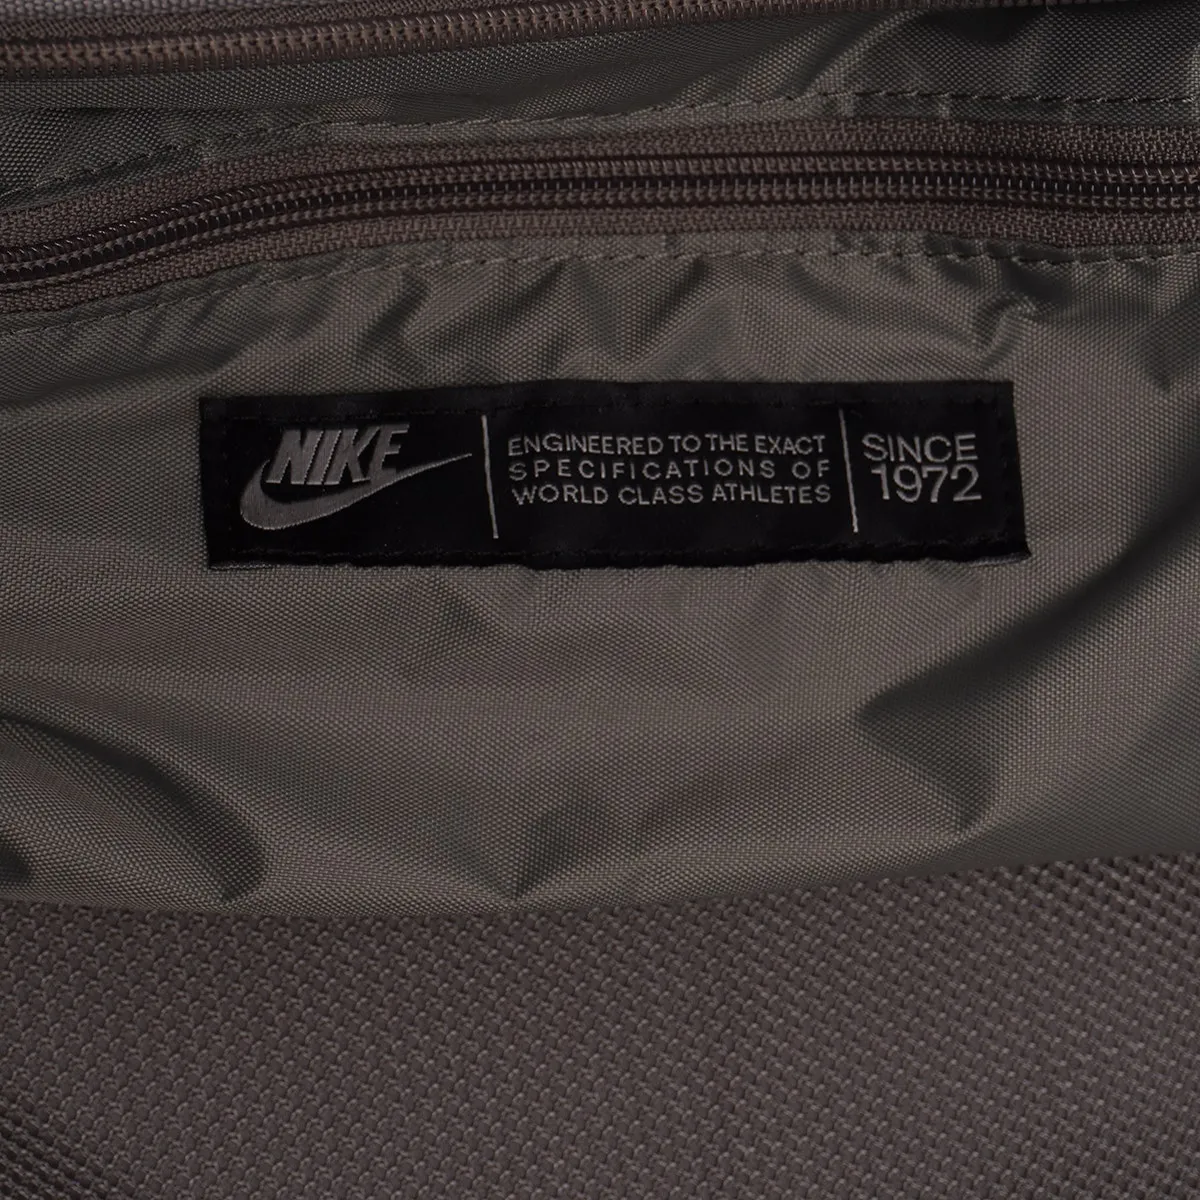 NIKE
ENGINEERED TO THE EXACT
SPECIFICATIONS OF
WORLD CLASS ATHLETES
SINCE
1972